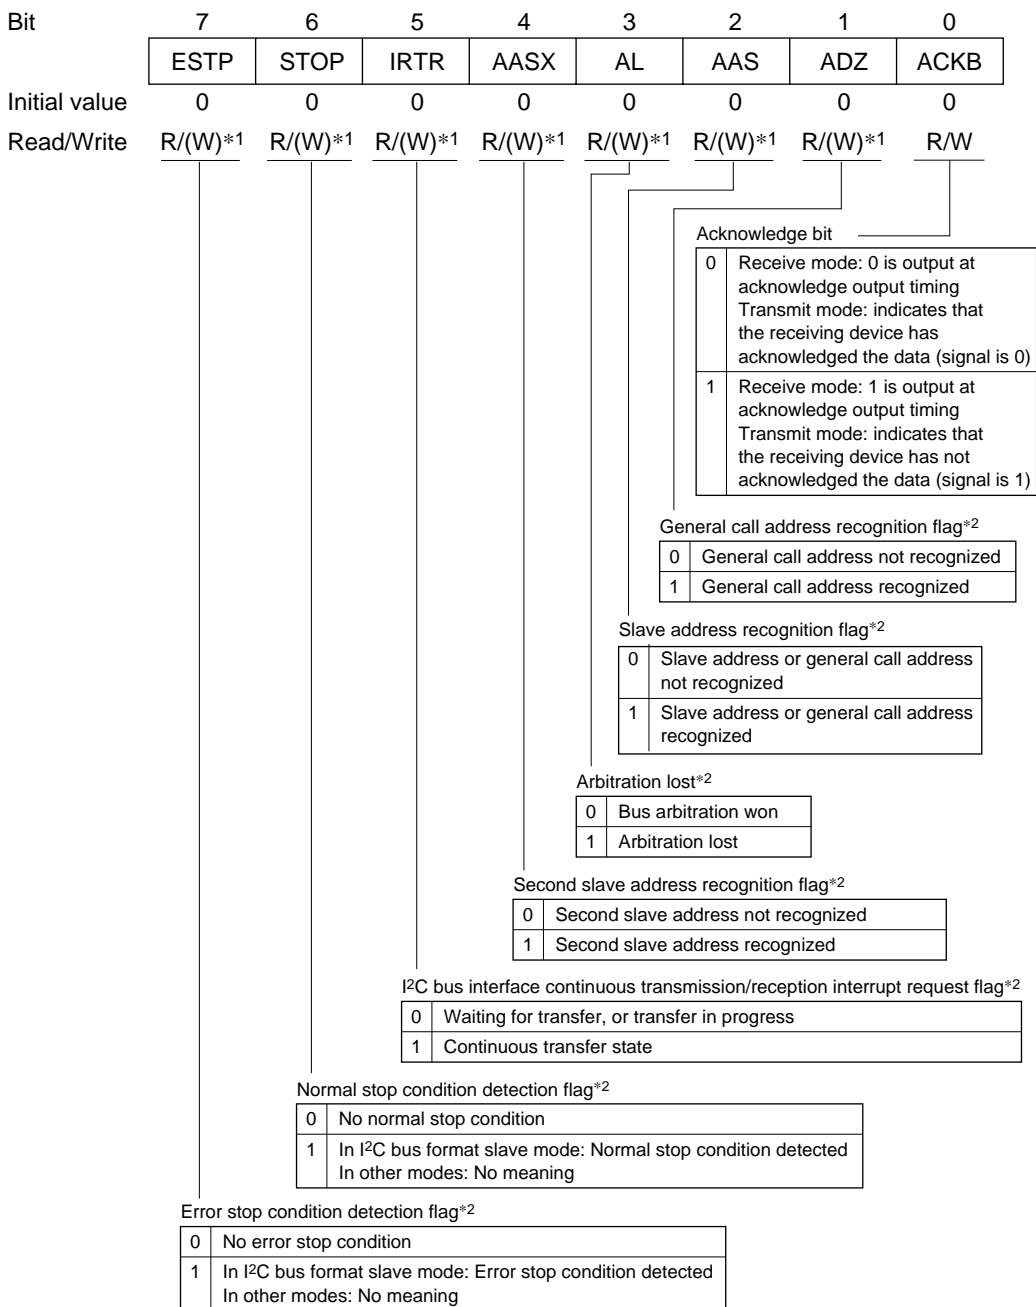 Bit 7 6 5 4 3 2 1 0
ESTP STOP IRTR AASX AL AAS ADZ ACKB
Initial value 0 0 0 0 0 0 0 0
Read/Write R/(W)*1 R/(W)*1 R/(W)*1 R/(W)*1 R/(W)*1 R/(W)*1 R/(W)*1 R/W
Acknowledge bit
0 Receive mode: 0 is output at
acknowledge output timing
Transmit mode: indicates that
the receiving device has
acknowledged the data (signal is 0)
1 Receive mode: 1 is output at
acknowledge output timing
Transmit mode: indicates that
the receiving device has not
acknowledged the data (signal is 1)
General call address recognition flag*2
0 General call address not recognized
1 General call address recognized
Slave address recognition flag*2
0 Slave address or general call address
not recognized
1 Slave address or general call address
recognized
Arbitration lost*2
0 Bus arbitration won
1 Arbitration lost
Second slave address recognition flag*2
0 Second slave address not recognized
1 Second slave address recognized
I2C bus interface continuous transmission/reception interrupt request flag*2
0 Waiting for transfer, or transfer in progress
1 Continuous transfer state
Normal stop condition detection flag*2
0 No normal stop condition
1 In I2C bus format slave mode: Normal stop condition detected
In other modes: No meaning
Error stop condition detection flag*2
0 No error stop condition
1 In I2C bus format slave mode: Error stop condition detected
In other modes: No meaning